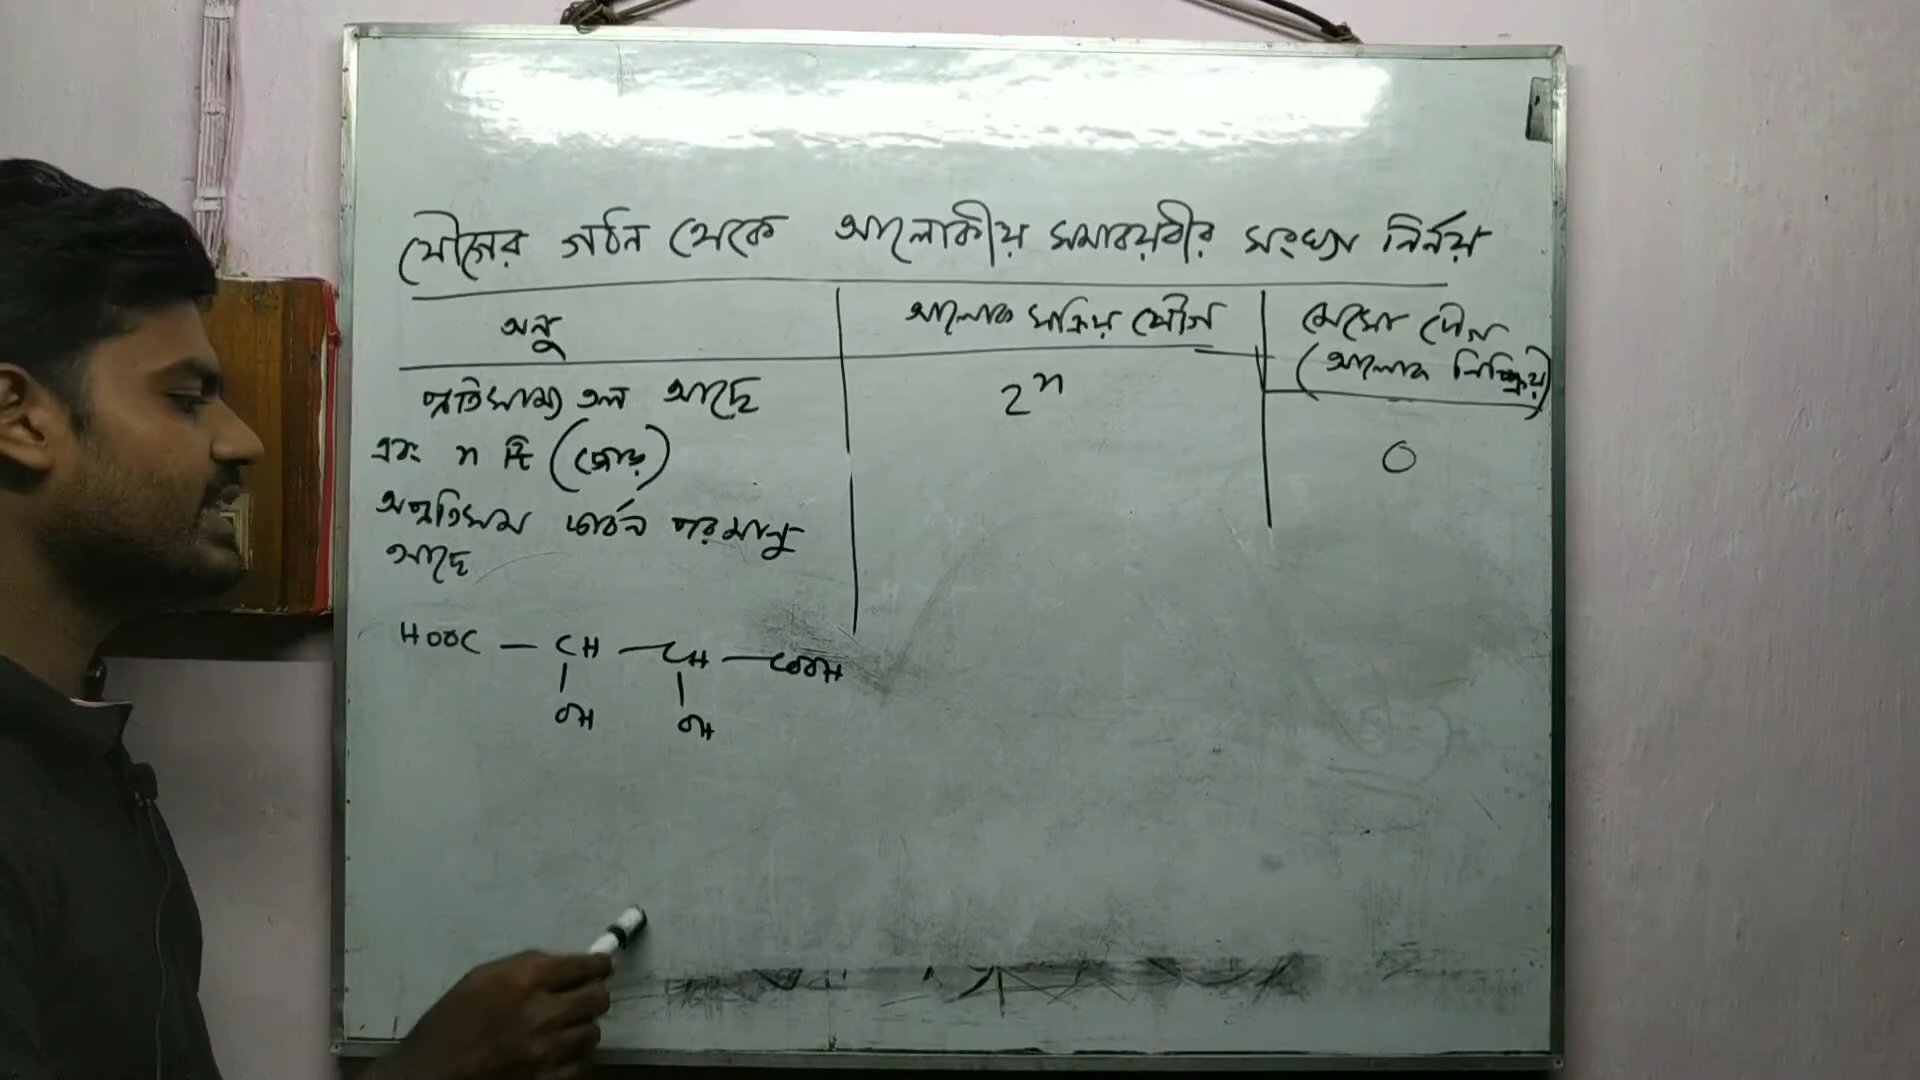 যৌগের গঠন থেকে আলোকীয় সমাবয়বীর সংখ্যা নির্নয়
অনু
আলোক সক্রিয় যৌগ
মেসো যৌগ
(আলোক নিষ্ক্রিয়)
প্রতিসাম্য তল আছে
এবং n টি (জোড়)
অপ্রতিসম কার্বন পরমানু
আছে
2ⁿ
0
HOOC — CH — CH — COOH
OH OH